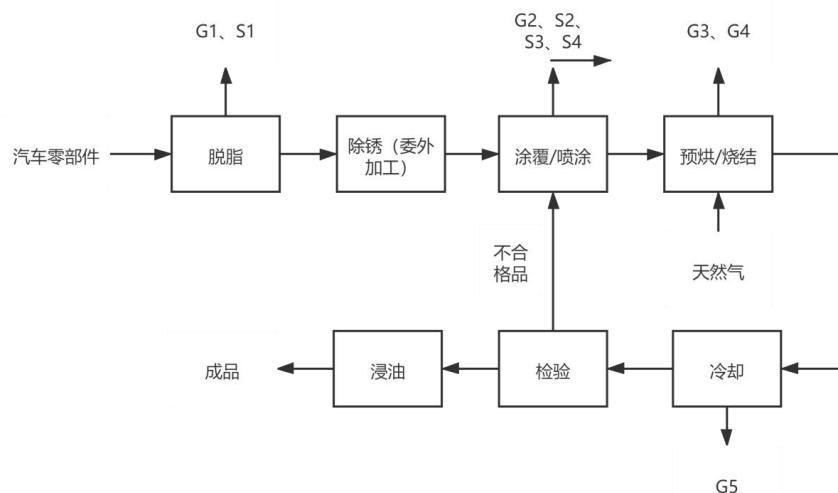 G1、S1
G2、S2、
S3、S4
G3、G4
汽车零部件
脱脂
除锈（委外
加工）
涂覆/喷涂
预烘/烧结
不合
格品
天然气
成品
浸油
检验
冷却
G5